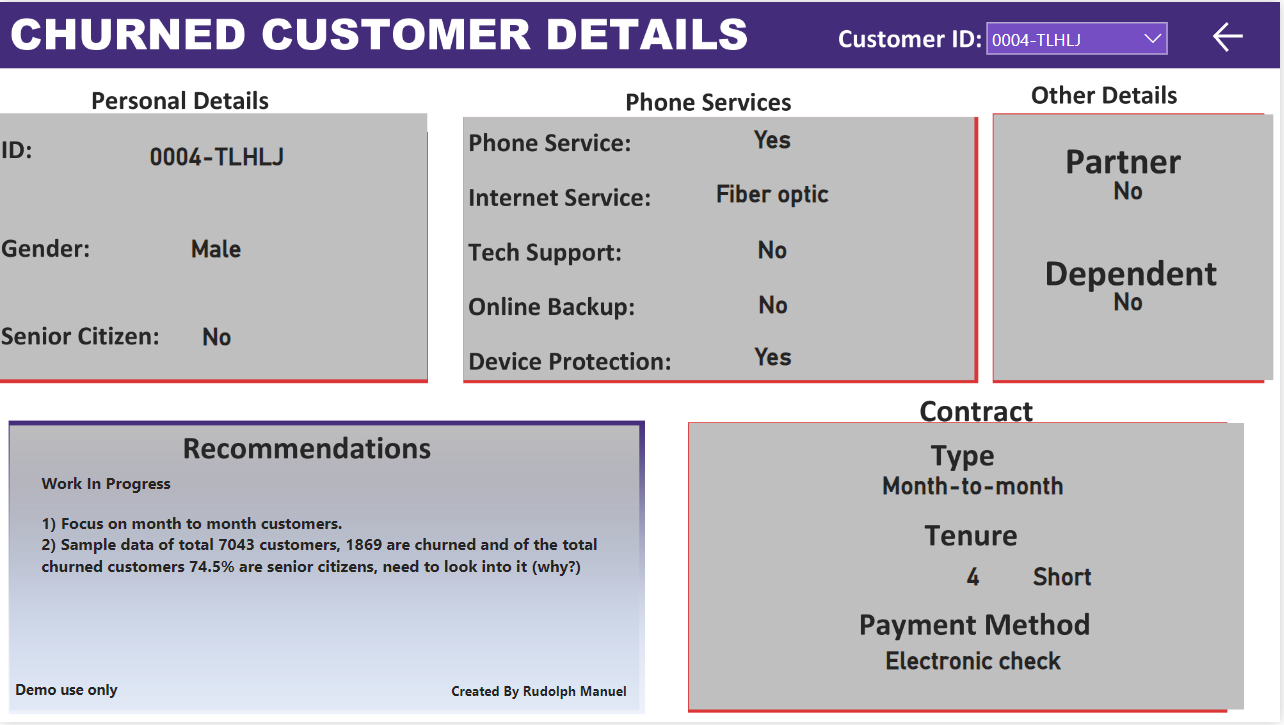 CHURNED CUSTOMER DETAILS
Customer ID: 0004-TLHLJ
Personal Details
ID: 0004-TLHLJ
Gender: Male
Senior Citizen: No
Phone Services
Phone Service: Yes
Internet Service: Fiber optic
Tech Support: No
Online Backup: No
Device Protection: Yes
Other Details
Partner
No
Dependent
No
Recommendations
Work In Progress
1) Focus on month to month customers.
2) Sample data of total 7043 customers, 1869 are churned and of the total
churned customers 74.5% are senior citizens, need to look into it (why?)
Demo use only
Created By Rudolph Manuel
Contract
Type
Month-to-month
Tenure
4 Short
Payment Method
Electronic check